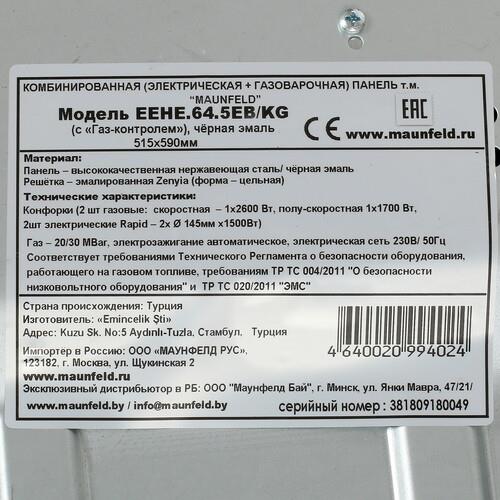 КОМБИНИРОВАННАЯ (ЭЛЕКТРИЧЕСКАЯ + ГАЗОВАРОЧНАЯ) ПАНЕЛЬ т.м.
“MAUNFELD”
Модель EEHE.64.5EB/KG
(с «Газ-контролем»), чёрная эмаль
515x590мм
CE
EAC
www.maunfeld.ru
Материал:
Панель – высококачественная нержавеющая сталь/ чёрная эмаль
Решётка – эмалированная Zenyia (форма – цельная)
Технические характеристики:
Конфорки (2 шт газовые: скоростная – 1x2600 Вт, полу-скоростная 1x1700 Вт,
2шт электрические Rapid – 2x Ø 145мм x1500Вт)
Газ – 20/30 MBar, электрозажигание автоматическое, электрическая сеть 230В/ 50Гц
Соответствует требованиями Технического Регламента о безопасности оборудования,
работающего на газовом топливе, требованиям ТР ТС 004/2011 "О безопасности
низковольтного оборудования" и ТР ТС 020/2011 "ЭМС"
Страна происхождения: Турция
Изготовитель: «Emincelik Şti»
Адрес: Kuzu Sk. No:5 Aydınlı-Tuzla, Стамбул. Турция
Импортер в Россию: ООО «МАУНФЕЛД РУС»,
123182, г. Москва, ул. Щукинская 2
www.maunfeld.ru
4 640020 994024
Эксклюзивный дистрибьютор в РБ: ООО "Маунфелд Бай", г. Минск, ул. Янки Мавра, 47/21/
www.maunfeld.by / info@maunfeld.by
серийный номер : 381809180049